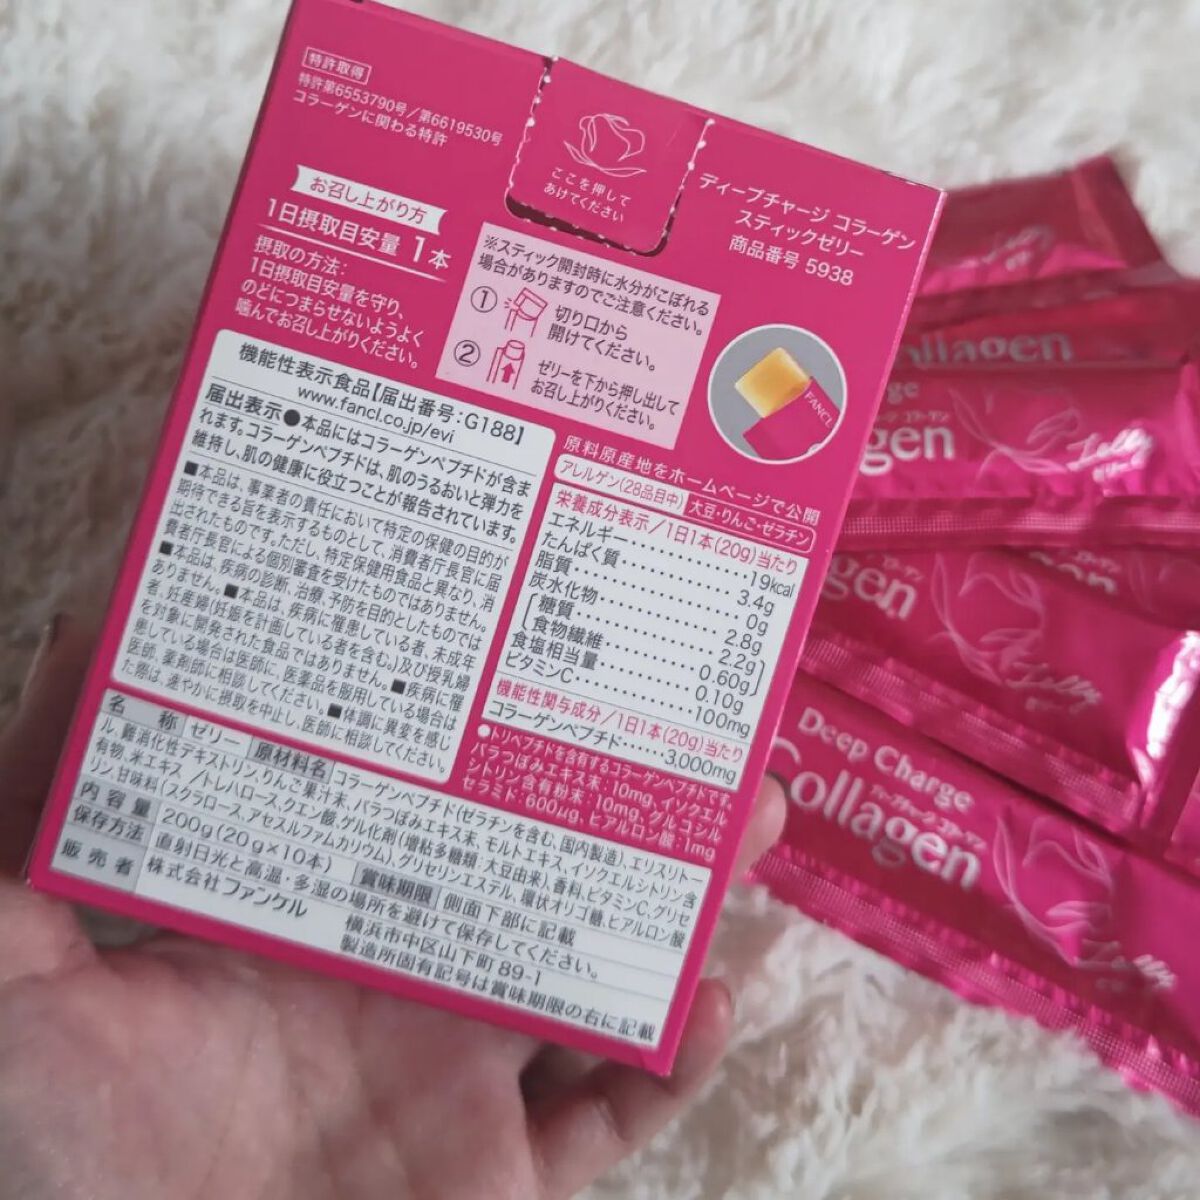 特許取得
特許第6553790号／第6619530号
コラーゲンに関わる特許
ここを押して
あけてください
ディープチャージ コラーゲン
スティックゼリー
商品番号 5938
お召し上がり方
1日摂取目安量 1本
摂取の方法：
1日摂取目安量を守り、
のどにつまらせないようよく
噛んでお召し上がりください。
※スティック開封時に水分がこぼれる
場合がありますのでご注意ください。
① 切り口から
開けてください。
② ゼリーを下から押し出して
お召し上がりください。
FANCL
機能性表示食品【届出番号：G188】
www.fancl.co.jp/evi
届出表示●本品にはコラーゲンペプチドが含ま
れます。コラーゲンペプチドは、肌のうるおいと弾力を
維持し、肌の健康に役立つことが報告されています。
■本品は、事業者の責任において特定の保健の目的が
期待できる旨を表示するものとして、消費者庁長官に届
出されたものです。ただし、特定保健用食品と異なり、消
費者庁長官による個別審査を受けたものではありません。
■本品は、疾病の診断、治療、予防を目的としたものでは
ありません。■本品は、疾病に罹患している者、未成年
者、妊産婦(妊娠を計画している者を含む。)及び授乳婦
を対象に開発された食品ではありません。■疾病に罹
患している場合は医師に、医薬品を服用している場合は
医師、薬剤師に相談してください。■体調に異変を感じ
た際は、速やかに摂取を中止し、医師に相談してください。
原料原産地をホームページで公開
アレルゲン(28品目中) 大豆・りんご・ゼラチン
栄養成分表示／1日1本(20g)当たり
エネルギー・・・・・・・・・・19kcal
たんぱく質・・・・・・・・・・3.4g
脂質・・・・・・・・・・0g
炭水化物・・・・・・・・・・2.8g
糖質・・・・・・・・・・2.2g
食物繊維・・・・・・・・・・0.60g
食塩相当量・・・・・・・・・・0.10g
ビタミンC・・・・・・・・・・100mg
機能性関与成分／1日1本(20g)当たり
コラーゲンペプチド・・・・・・3,000mg
●トリペプチドを含有するコラーゲンペプチドです。
バラつぼみエキス末：10mg、イソクエル
シトリン含有粉末：10mg、グルコシル
セラミド：600μg、ヒアルロン酸：1mg
名称 ゼリー 原材料名 コラーゲンペプチド(ゼラチンを含む、国内製造)、エリスリトー
ル、難消化性デキストリン、りんご果汁末、バラつぼみエキス末、モルトエキス、イソクエルシトリン含
有物、米エキス／トレハロース、クエン酸、ゲル化剤(増粘多糖類：大豆由来)、香料、ビタミンC、グリセ
リン、甘味料(スクラロース、アセスルファムカリウム)、グリセリンエステル、環状オリゴ糖、ヒアルロン酸
内容量 200g(20g×10本) 賞味期限 側面下部に記載
保存方法 直射日光と高温・多湿の場所を避けて保存してください。
販売者 株式会社ファンケル 横浜市中区山下町89-1
製造所固有記号は賞味期限の右に記載
Jelly
ollagen
ge
gen
Jelly
ゼリー
gen
Jelly
Deep Charge
ディープチャージ コラーゲン
Collagen
Jelly
ゼリー